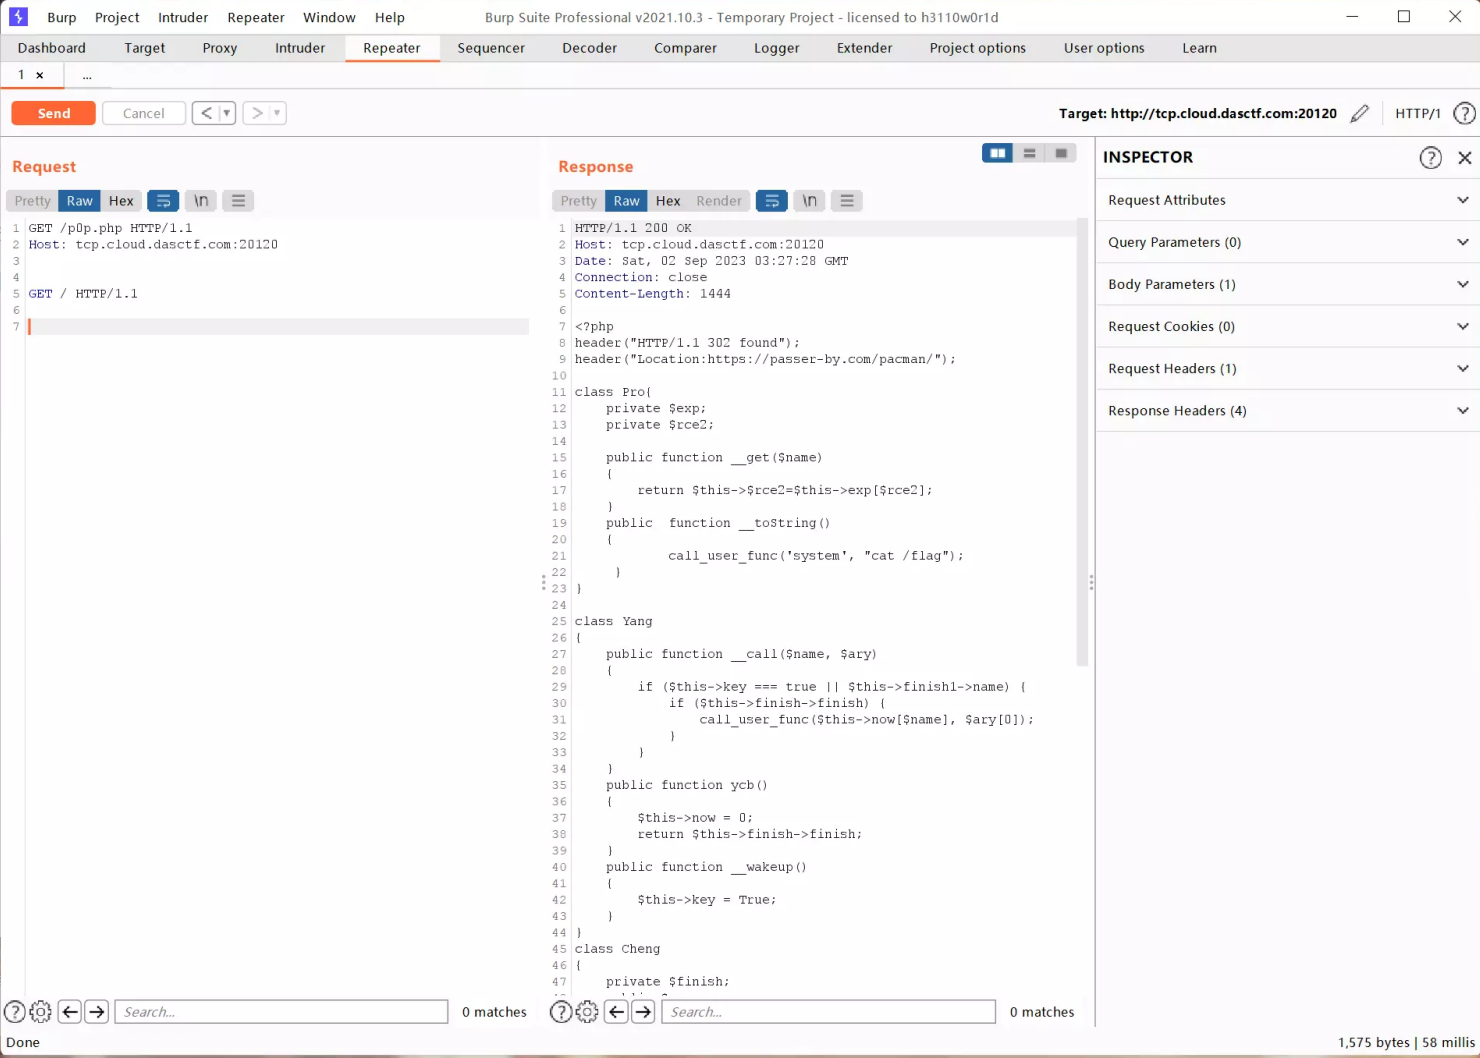 Burp Project Intruder Repeater Window Help
Burp Suite Professional v2021.10.3 - Temporary Project - licensed to h3110w0r1d
Dashboard Target Proxy Intruder Repeater Sequencer Decoder Comparer Logger Extender Project options User options Learn
1 × ...
Send Cancel < >
Target: http://tcp.cloud.dasctf.com:20120 HTTP/1 ?
Request
Pretty Raw Hex \n
1 GET /p0p.php HTTP/1.1
2 Host: tcp.cloud.dasctf.com:20120
3
4
5 GET / HTTP/1.1
6
7
Search... 0 matches
Response
Pretty Raw Hex Render \n
1 HTTP/1.1 200 OK
2 Host: tcp.cloud.dasctf.com:20120
3 Date: Sat, 02 Sep 2023 03:27:28 GMT
4 Connection: close
5 Content-Length: 1444
6
7 <?php
8 header("HTTP/1.1 302 found");
9 header("Location:https://passer-by.com/pacman/");
10
11 class Pro{
12     private $exp;
13     private $rce2;
14
15     public function __get($name)
16     {
17         return $this->$rce2=$this->exp[$rce2];
18     }
19     public  function __toString()
20     {
21             call_user_func('system', "cat /flag");
22      }
23 }
24
25 class Yang
26 {
27     public function __call($name, $ary)
28     {
29         if ($this->key === true || $this->finish1->name) {
30             if ($this->finish->finish) {
31                 call_user_func($this->now[$name], $ary[0]);
32             }
33         }
34     }
35     public function ycb()
36     {
37         $this->now = 0;
38         return $this->finish->finish;
39     }
40     public function __wakeup()
41     {
42         $this->key = True;
43     }
44 }
45 class Cheng
46 {
47     private $finish;
Search... 0 matches
INSPECTOR
Request Attributes
Query Parameters (0)
Body Parameters (1)
Request Cookies (0)
Request Headers (1)
Response Headers (4)
Done
1,575 bytes | 58 millis